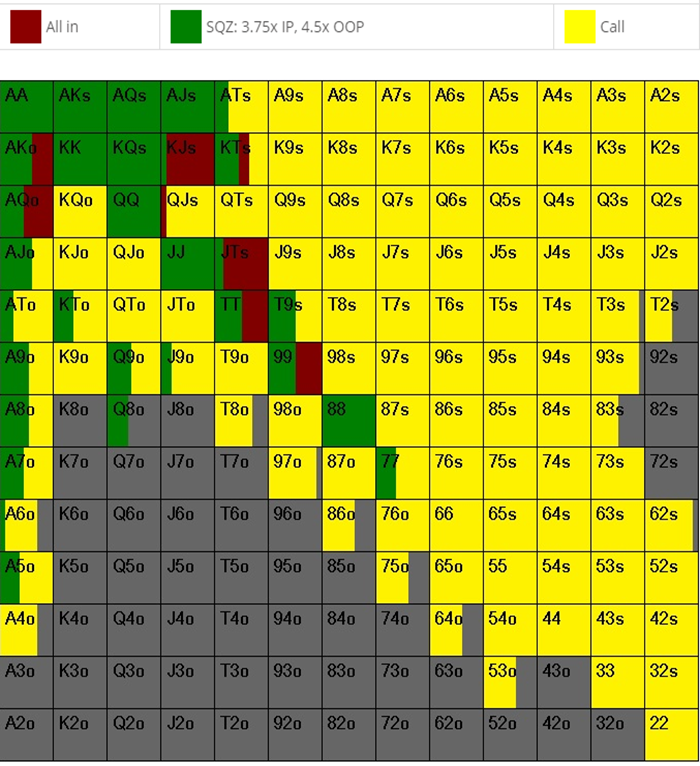 All in SQZ: 3.75x IP, 4.5x OOP Call
AA AKs AQs AJs ATs A9s A8s A7s A6s A5s A4s A3s A2s
AKo KK KQs KJs KTs K9s K8s K7s K6s K5s K4s K3s K2s
AQo KQo QQ QJs QTs Q9s Q8s Q7s Q6s Q5s Q4s Q3s Q2s
AJo KJo QJo JJ JTs J9s J8s J7s J6s J5s J4s J3s J2s
ATo KTo QTo JTo TT T9s T8s T7s T6s T5s T4s T3s T2s
A9o K9o Q9o J9o T9o 99 98s 97s 96s 95s 94s 93s 92s
A8o K8o Q8o J8o T8o 98o 88 87s 86s 85s 84s 83s 82s
A7o K7o Q7o J7o T7o 97o 87o 77 76s 75s 74s 73s 72s
A6o K6o Q6o J6o T6o 96o 86o 76o 66 65s 64s 63s 62s
A5o K5o Q5o J5o T5o 95o 85o 75o 65o 55 54s 53s 52s
A4o K4o Q4o J4o T4o 94o 84o 74o 64o 54o 44 43s 42s
A3o K3o Q3o J3o T3o 93o 83o 73o 63o 53o 43o 33 32s
A2o K2o Q2o J2o T2o 92o 82o 72o 62o 52o 42o 32o 22